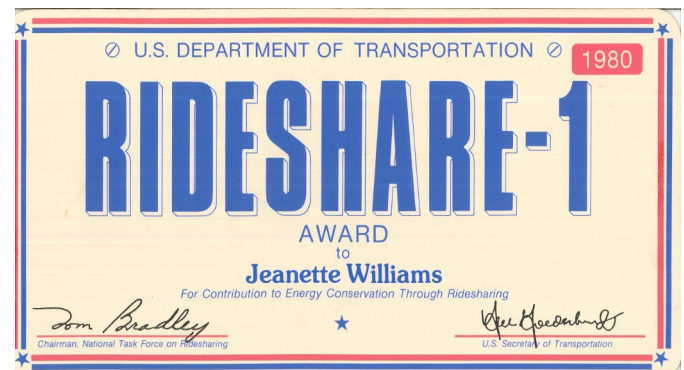 U.S. DEPARTMENT OF TRANSPORTATION
1980
RIDESHARE-1
AWARD
to
Jeanette Williams
For Contribution to Energy Conservation Through Ridesharing
Tom Bradley
Chairman, National Task Force on Ridesharing
U.S. Secretary of Transportation